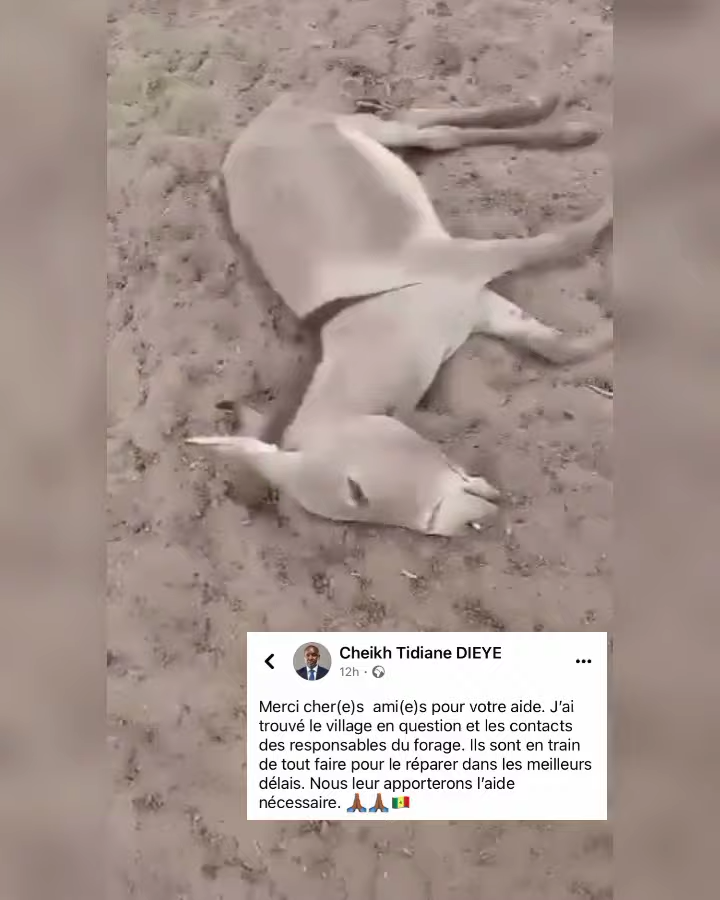 Cheikh Tidiane DIEYE
12h ·
Merci cher(e)s ami(e)s pour votre aide. J'ai
trouvé le village en question et les contacts
des responsables du forage. Ils sont en train
de tout faire pour le réparer dans les meilleurs
délais. Nous leur apporterons l'aide
nécessaire. 🙏🏾🙏🏾🇸🇳